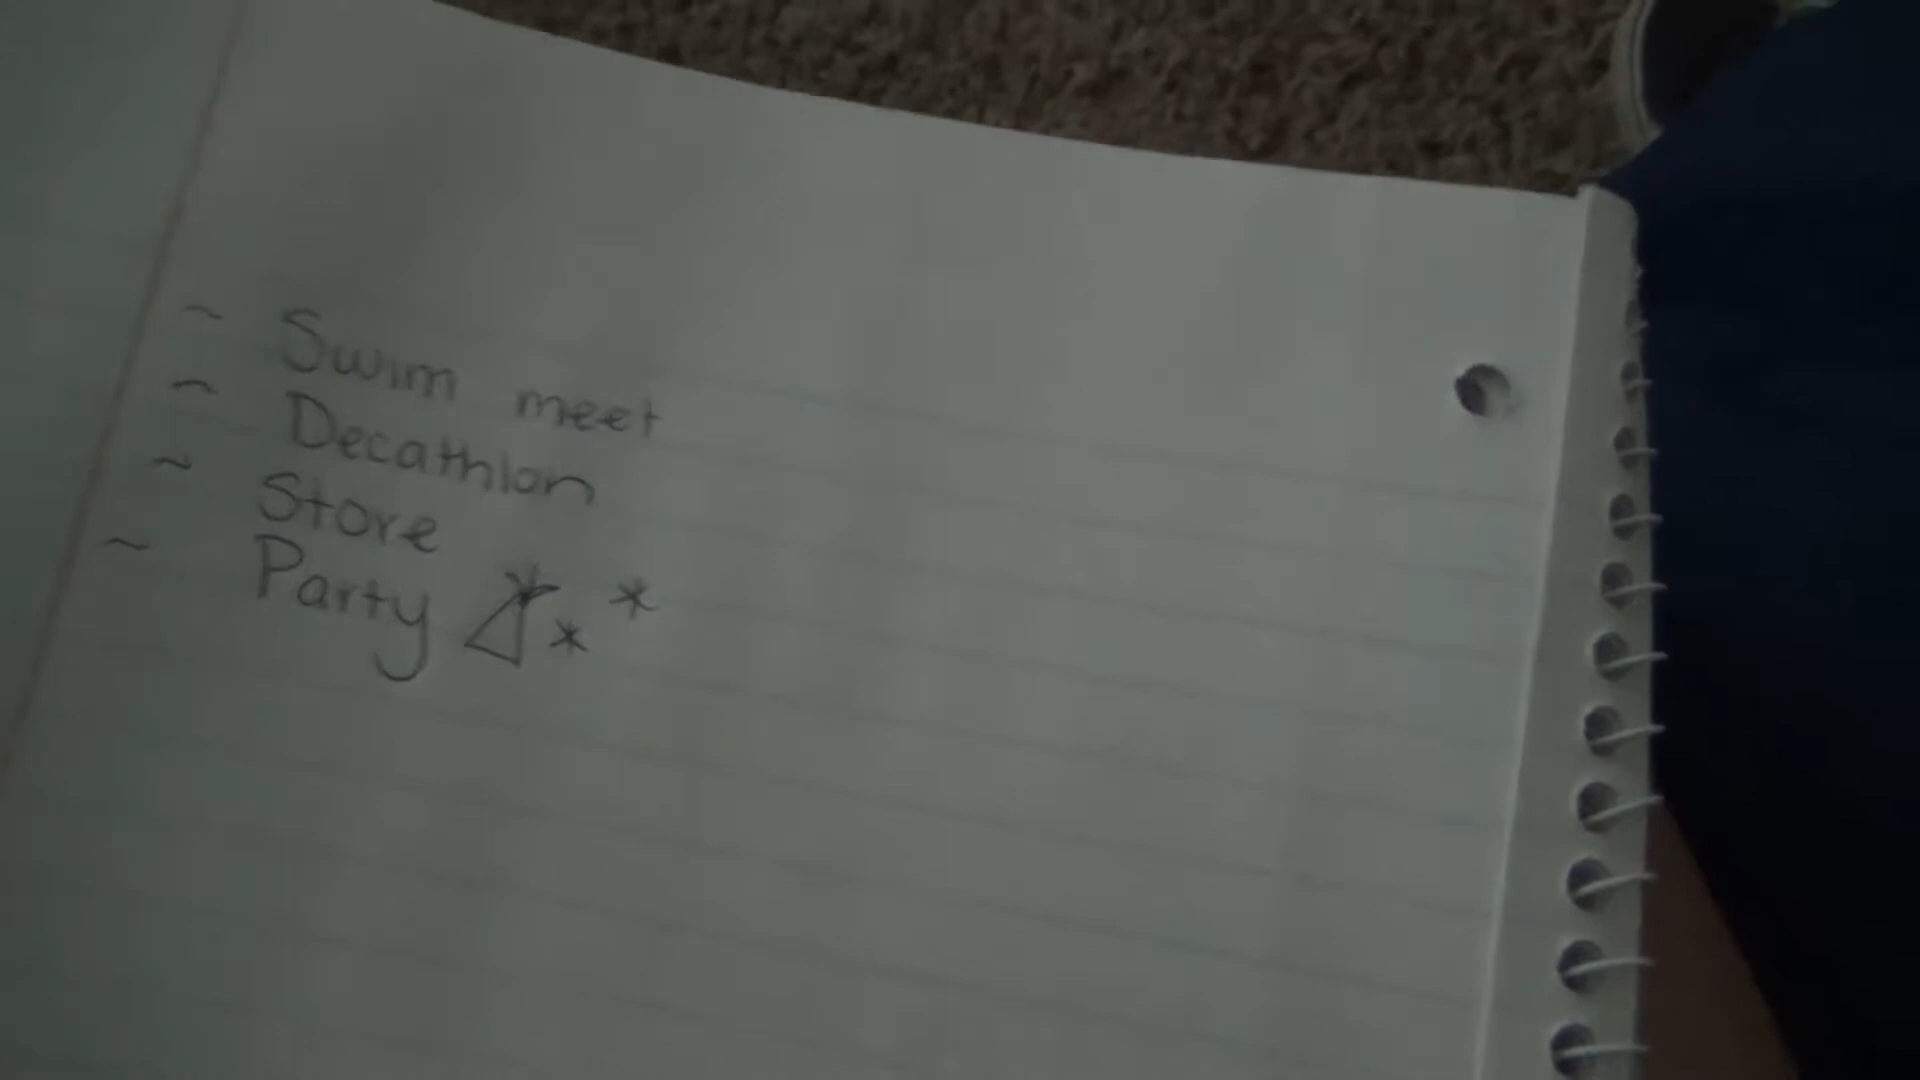 ~ Swim meet
~ Decathlon
~ Store
~ Party